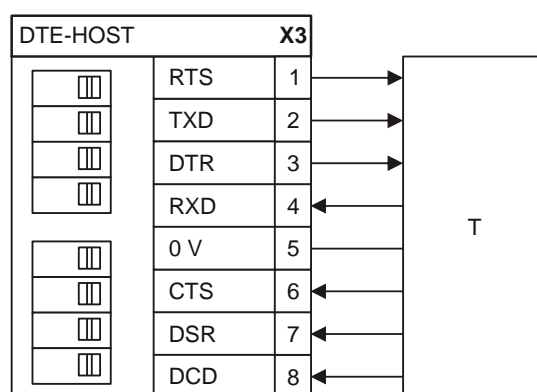 DTE-HOST X3
RTS 1
TXD 2
DTR 3
RXD 4
0 V 5
CTS 6
DSR 7
DCD 8
T